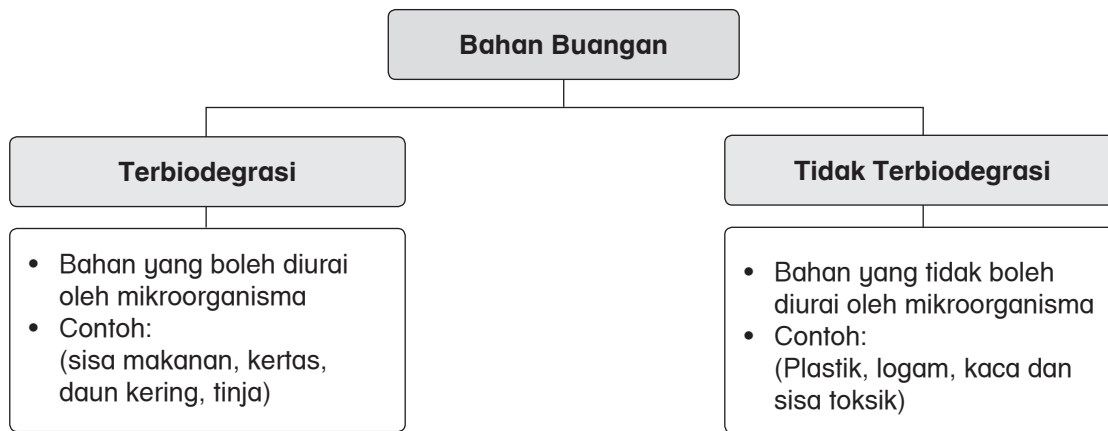 Bahan Buangan
Terbiodegrasi
• Bahan yang boleh diurai
oleh mikroorganisma
• Contoh:
(sisa makanan, kertas,
daun kering, tinja)
Tidak Terbiodegrasi
• Bahan yang tidak boleh
diurai oleh mikroorganisma
• Contoh:
(Plastik, logam, kaca dan
sisa toksik)